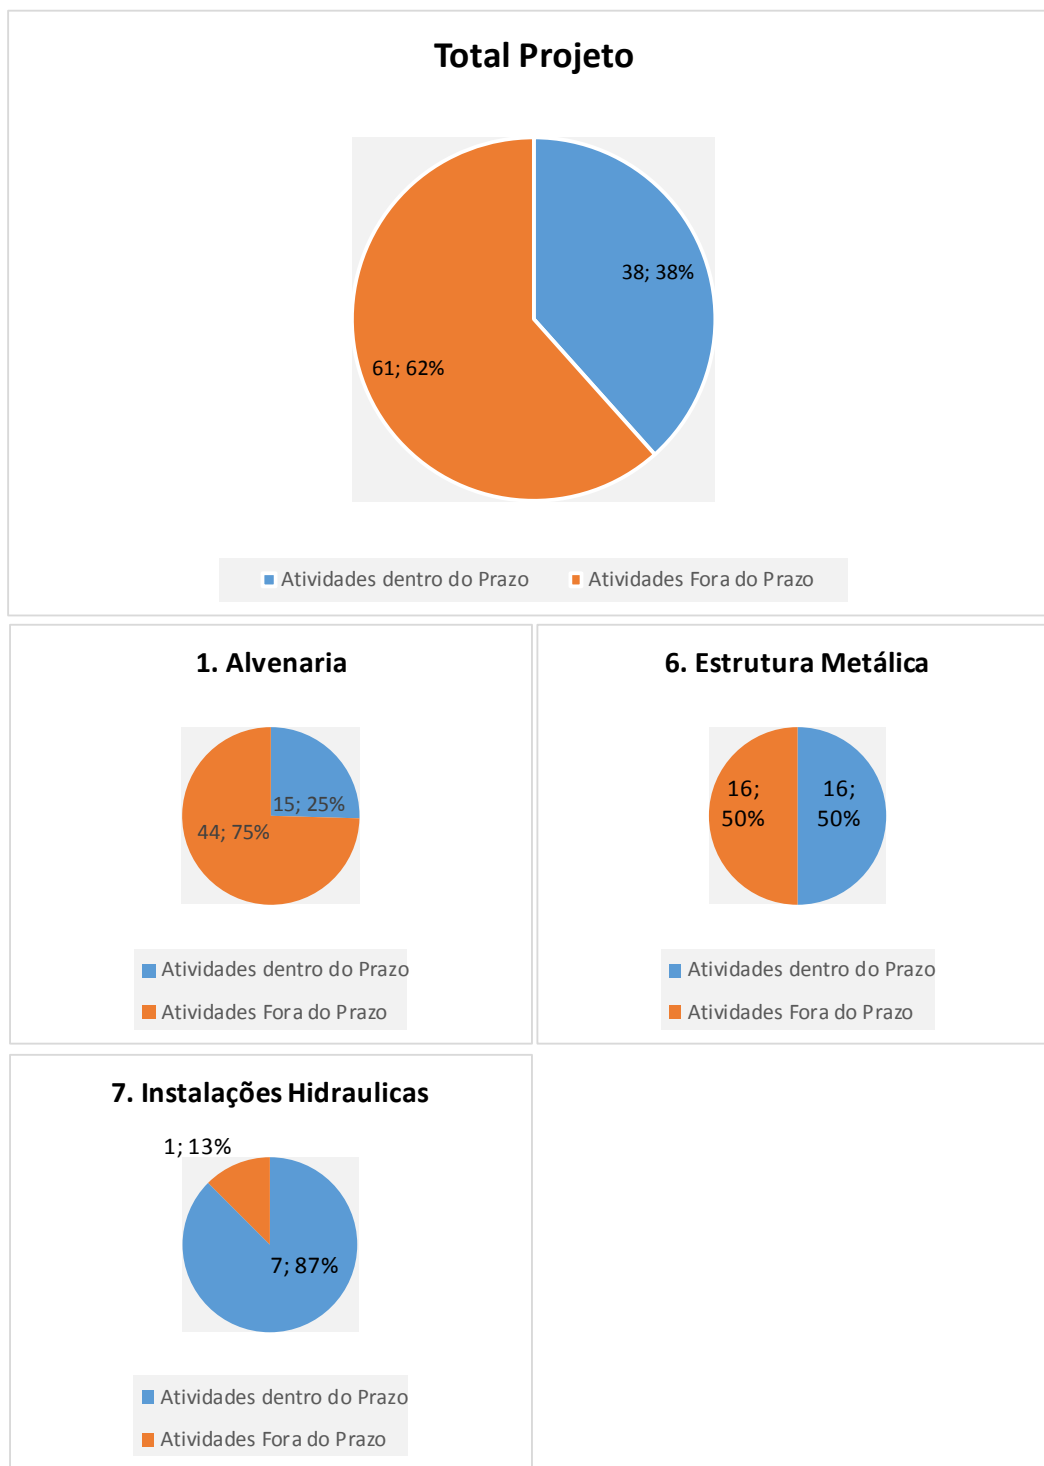 Total Projeto
38; 38%
61; 62%
Atividades dentro do Prazo
Atividades Fora do Prazo
1. Alvenaria
15; 25%
44; 75%
Atividades dentro do Prazo
Atividades Fora do Prazo
6. Estrutura Metálica
16;
50%
16;
50%
Atividades dentro do Prazo
Atividades Fora do Prazo
7. Instalações Hidraulicas
1; 13%
7; 87%
Atividades dentro do Prazo
Atividades Fora do Prazo